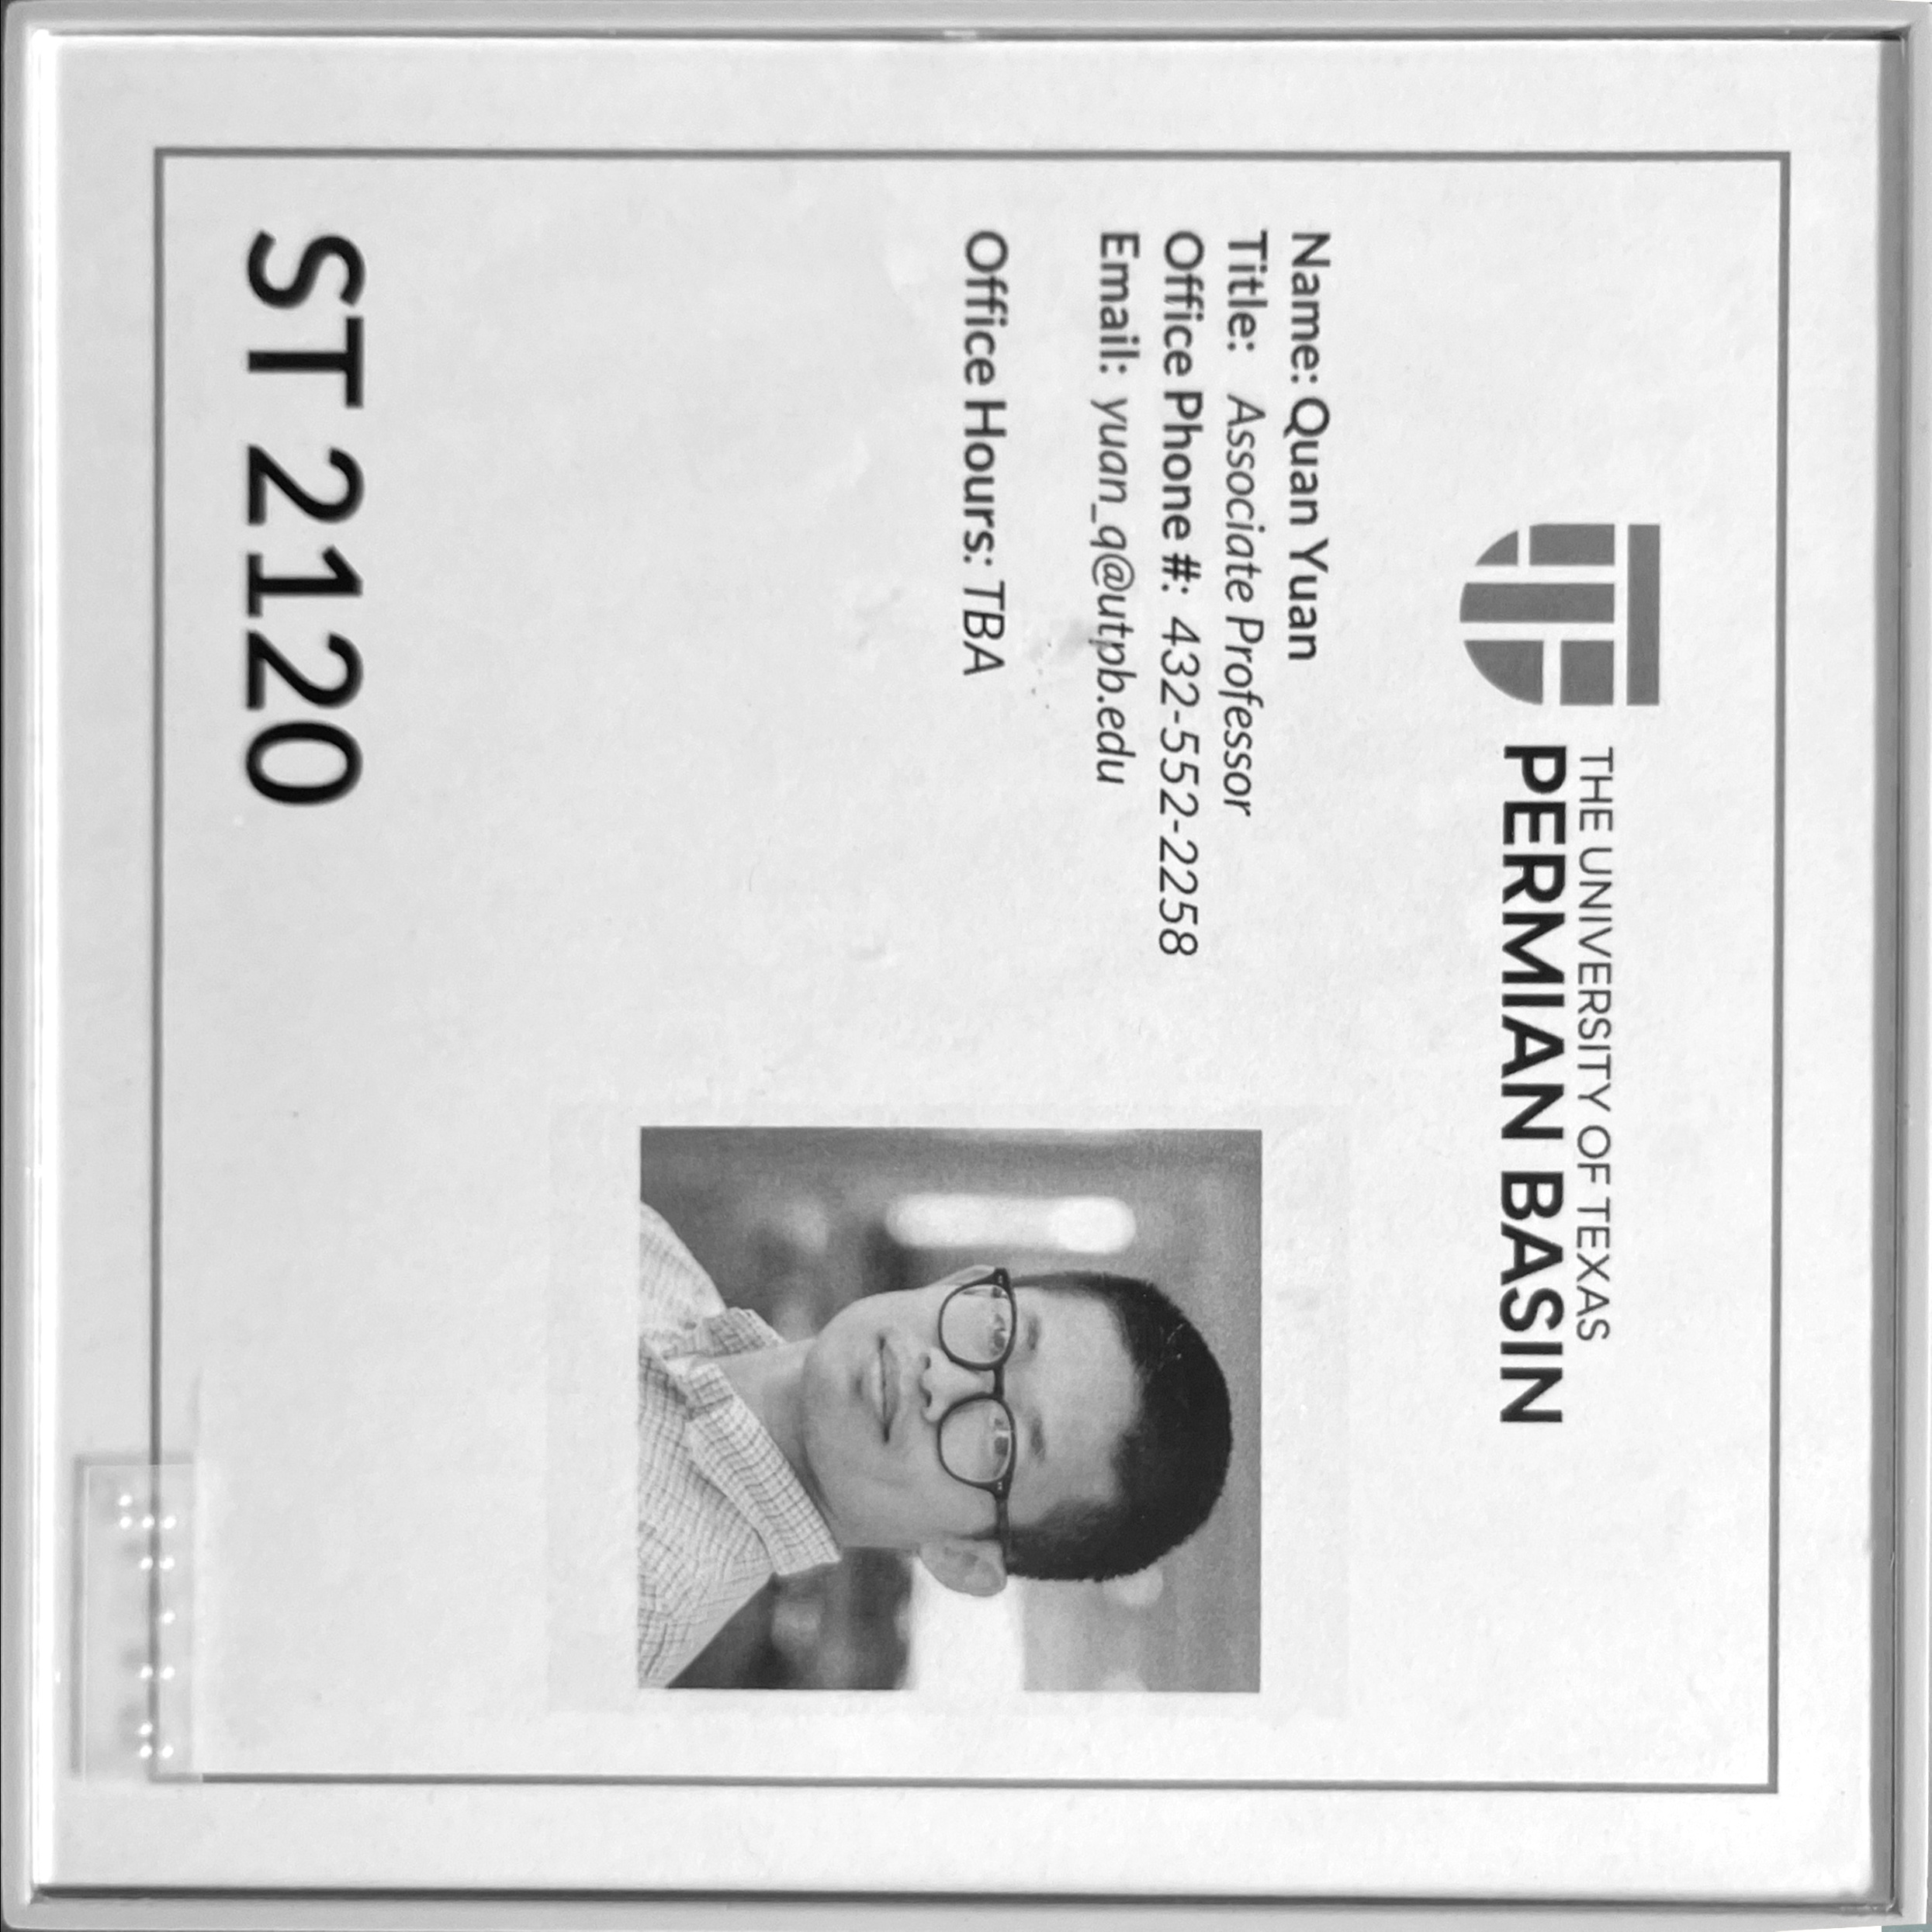 THE UNIVERSITY OF TEXAS
PERMIAN BASIN
Name: Quan Yuan
Title: Associate Professor
Office Phone #: 432-552-2258
Email: yuan_q@utpb.edu
Office Hours: TBA
ST 2120
⠼⠃⠁⠃⠚